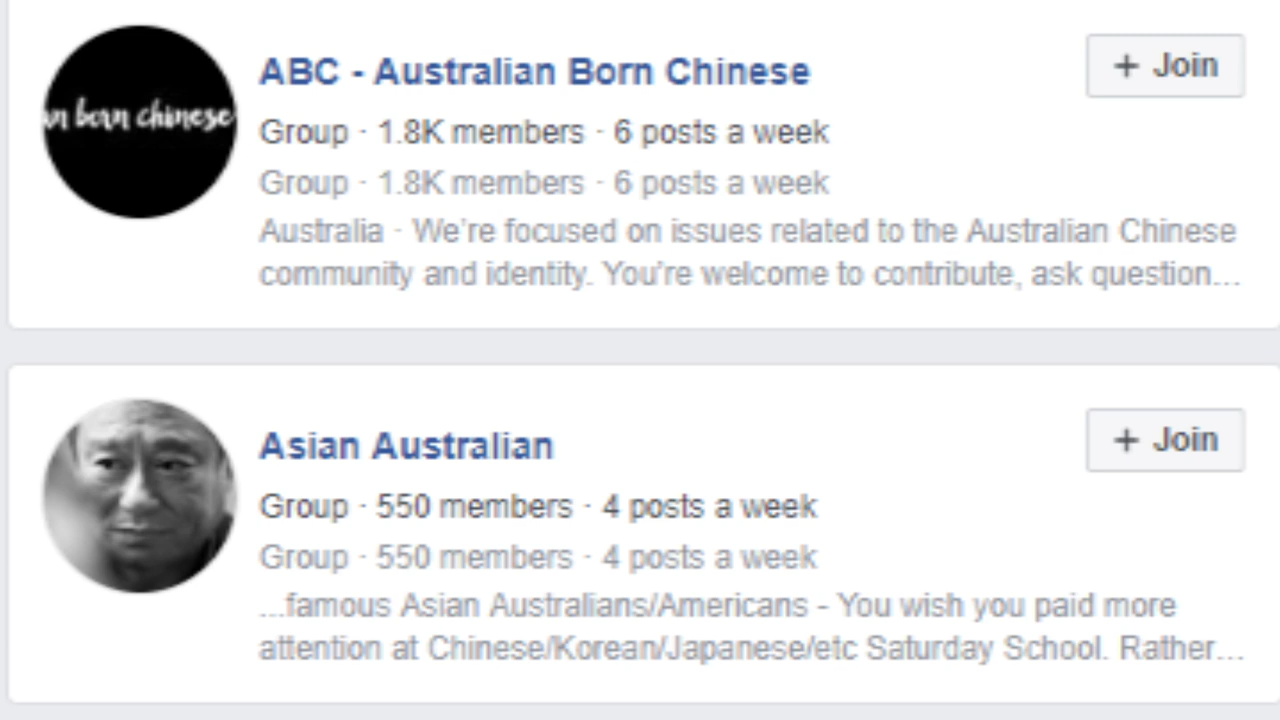 ABC - Australian Born Chinese
+ Join
born chinese
Group · 1.8K members · 6 posts a week
Group · 1.8K members · 6 posts a week
Australia · We're focused on issues related to the Australian Chinese
community and identity. You're welcome to contribute, ask question...
Asian Australian
+ Join
Group · 550 members · 4 posts a week
Group · 550 members · 4 posts a week
...famous Asian Australians/Americans - You wish you paid more
attention at Chinese/Korean/Japanese/etc Saturday School. Rather...